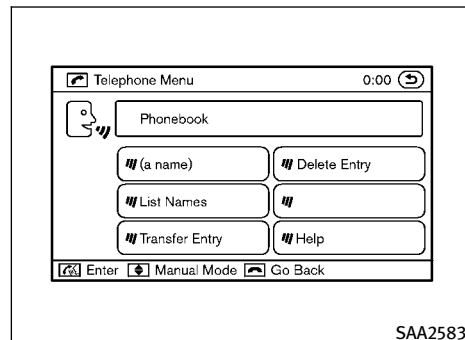 Telephone Menu 0:00
Phonebook
(a name) Delete Entry
List Names
Transfer Entry Help
Enter Manual Mode Go Back
SAA2583